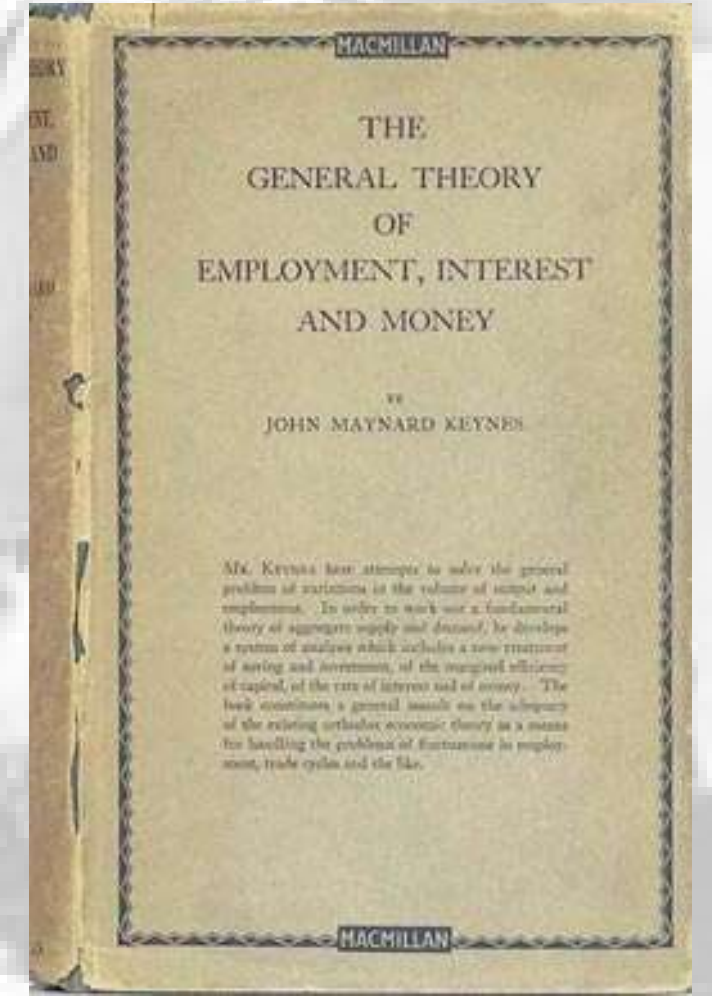 MACMILLAN
THE
GENERAL THEORY
OF
EMPLOYMENT, INTEREST
AND MONEY
BY
JOHN MAYNARD KEYNES
MR. KEYNES here attempts to solve the general
problem of variations in the volume of output and
employment. In order to work out a fundamental
theory of aggregate supply and demand, he develops
a system of analysis which includes a new treatment
of saving and investment, of the marginal efficiency
of capital, of the rate of interest and of money. The
book constitutes a general assault on the adequacy
of the existing orthodox economic theory as a means
for handling the problems of fluctuations in employ-
ment, trade cycles and the like.
MACMILLAN